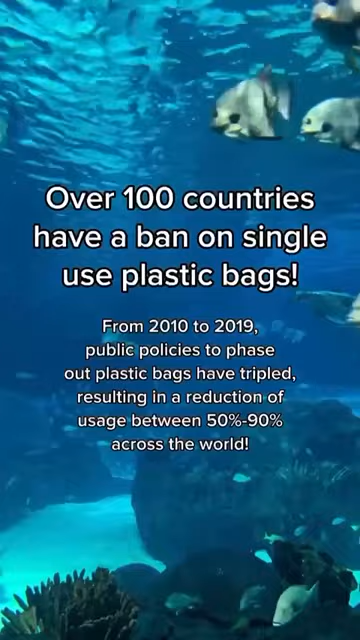 Over 100 countries
have a ban on single
use plastic bags!
From 2010 to 2019,
public policies to phase
out plastic bags have tripled,
resulting in a reduction of
usage between 50%-90%
across the world!